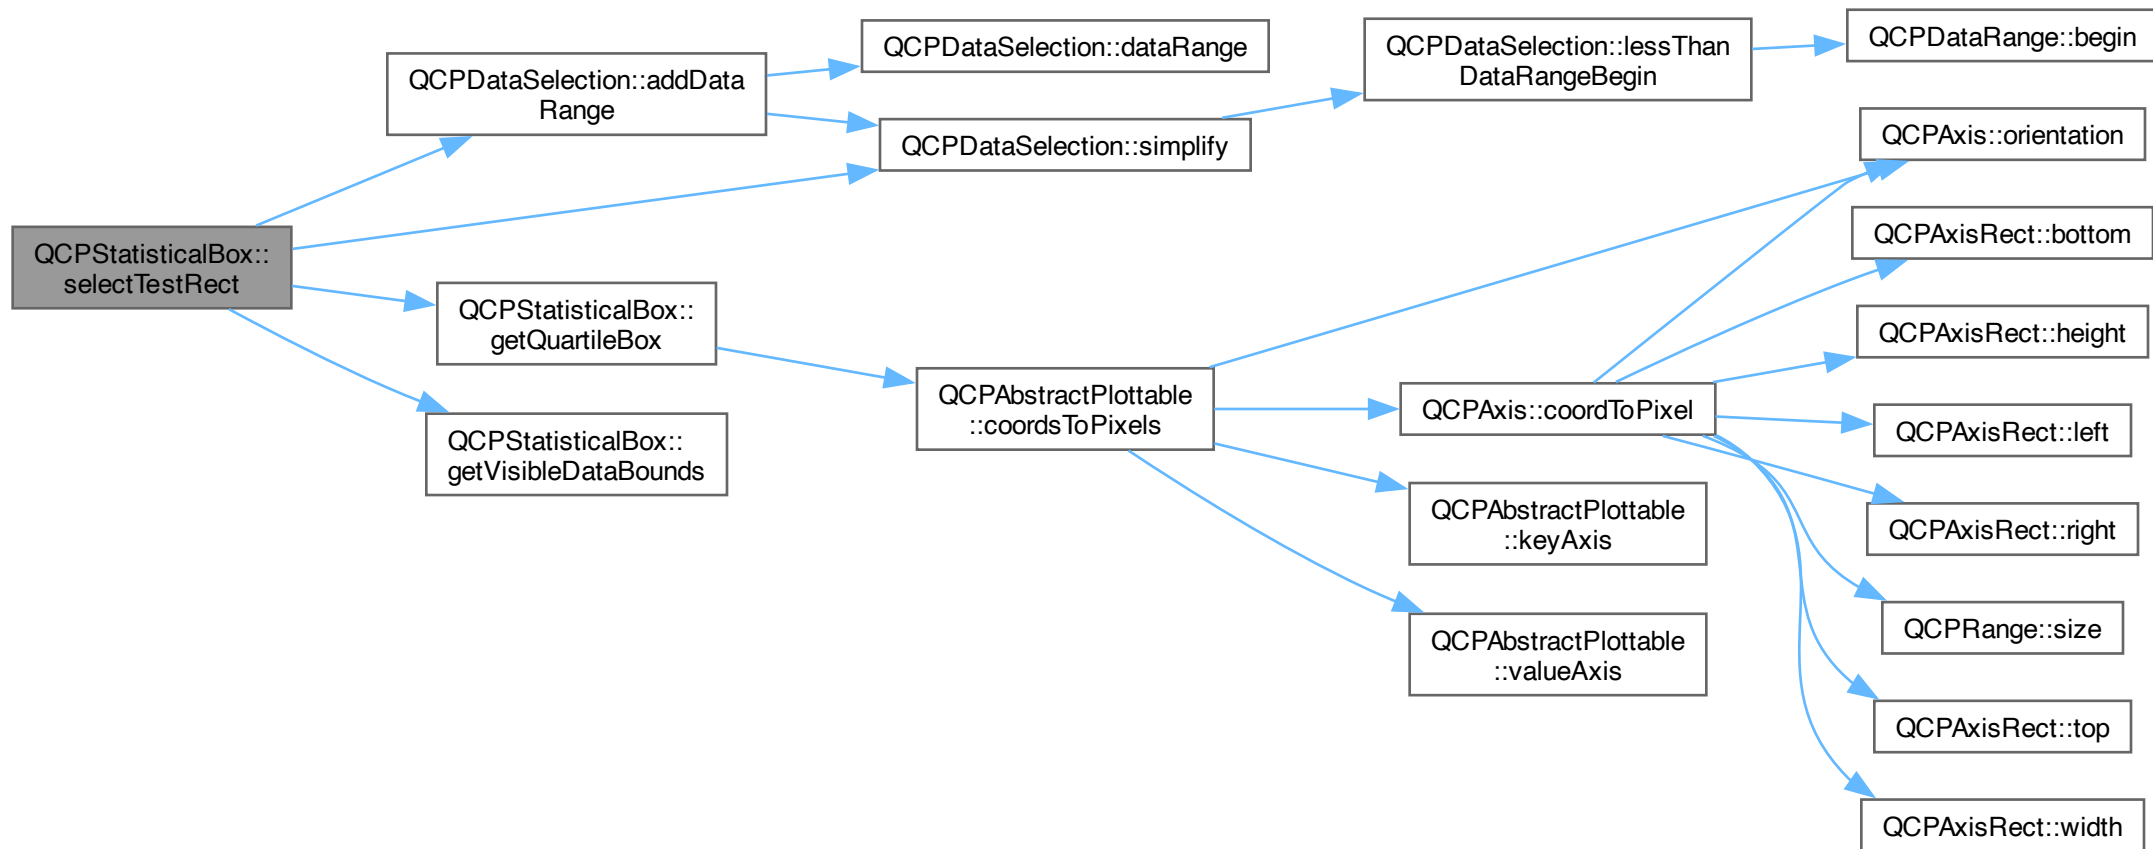 QCPStatisticalBox::
selectTestRect
QCPDataSelection::addData
Range
QCPDataSelection::dataRange
QCPDataSelection::simplify
QCPDataSelection::lessThan
DataRangeBegin
QCPDataRange::begin
QCPStatisticalBox::
getQuartileBox
QCPAbstractPlottable
::coordsToPixels
QCPAxis::coordToPixel
QCPAxis::orientation
QCPAxisRect::bottom
QCPAxisRect::height
QCPAxisRect::left
QCPAxisRect::right
QCPRange::size
QCPAxisRect::top
QCPAxisRect::width
QCPAbstractPlottable
::keyAxis
QCPAbstractPlottable
::valueAxis
QCPStatisticalBox::
getVisibleDataBounds